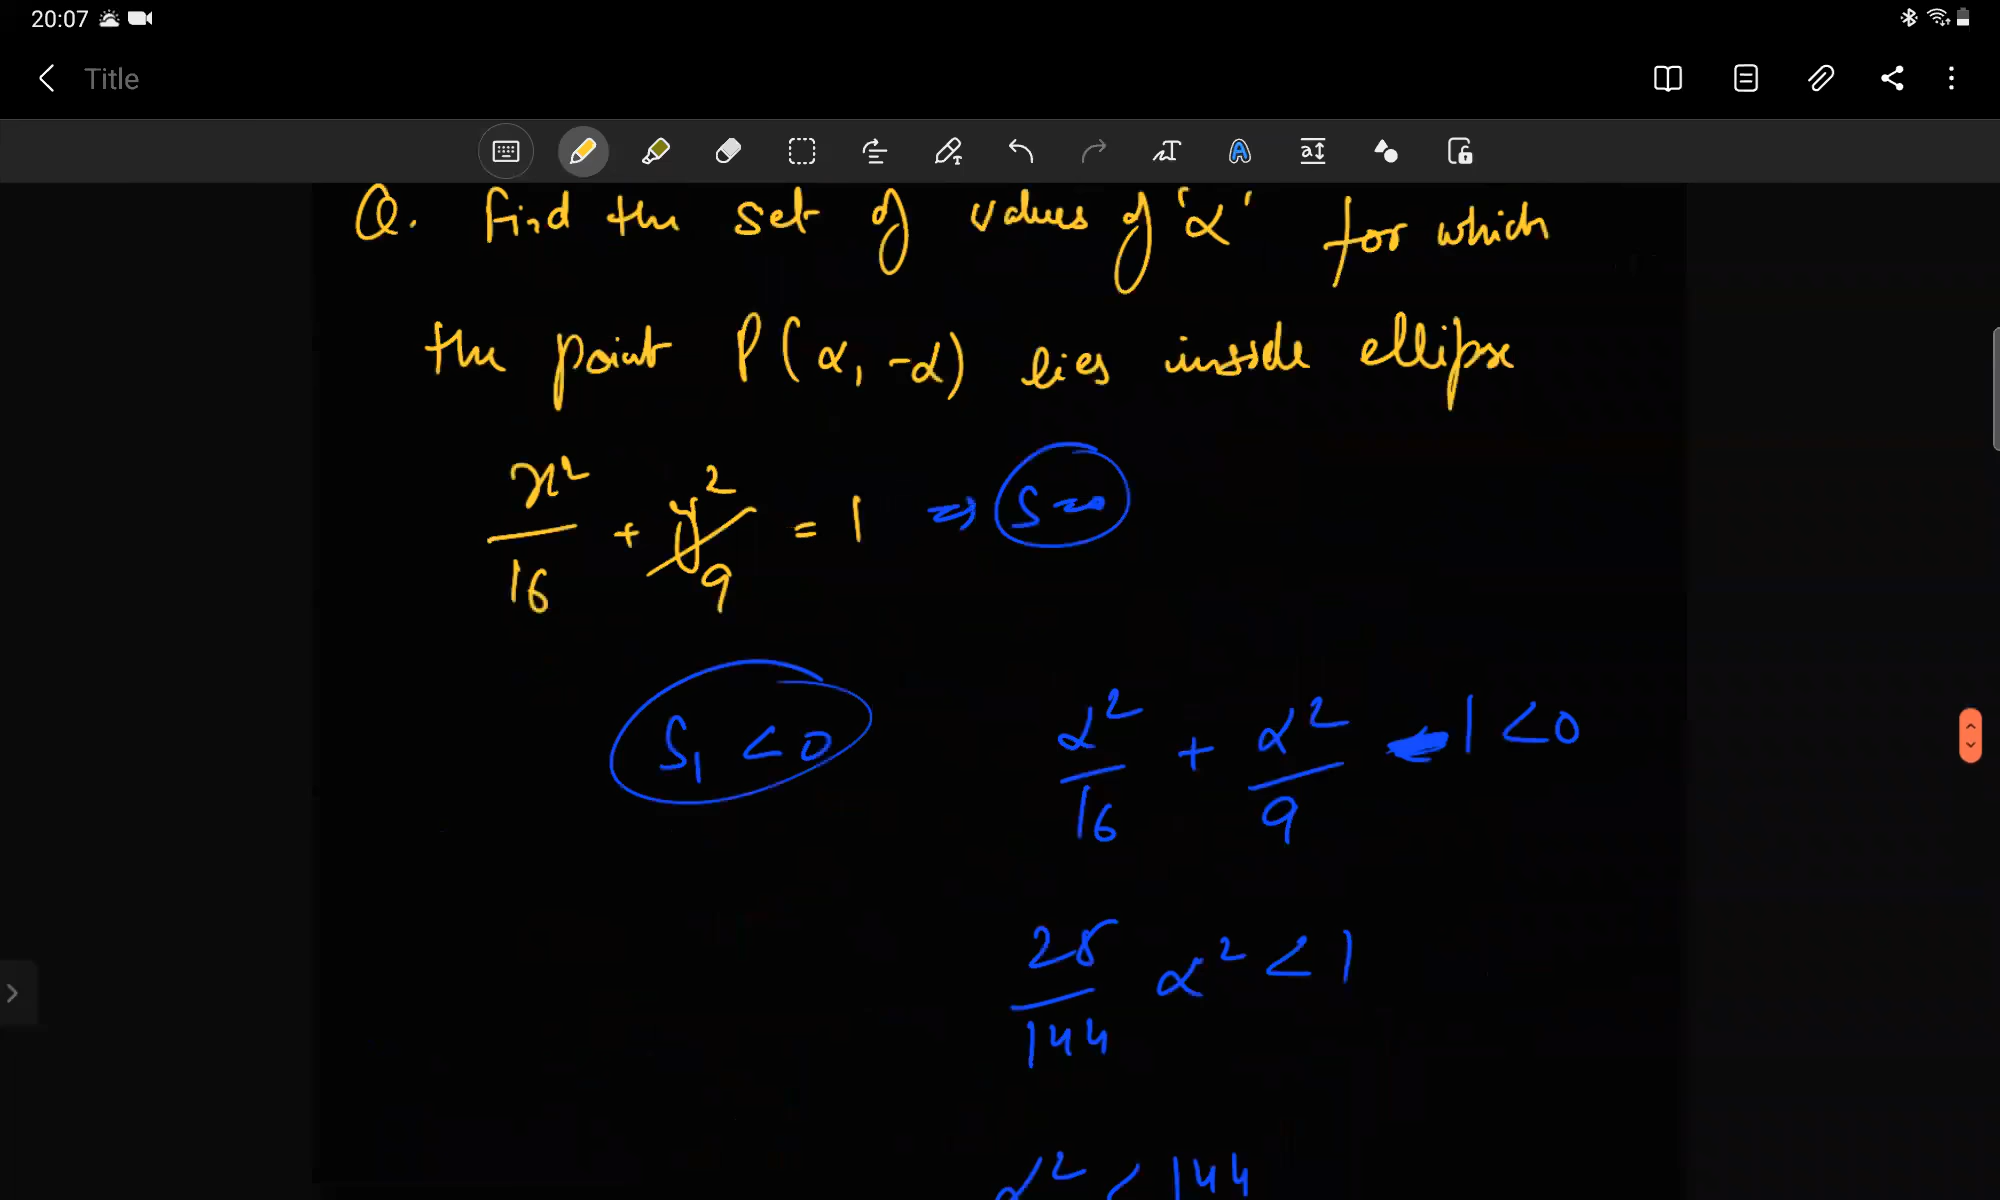 20:07
Title
Q. Find the set of values of 'α' for which
the point P(α, -α) lies inside ellipse
x²/16 + y²/9 = 1 => S=0
S₁ < 0
α²/16 + α²/9 - 1 < 0
25/144 α² < 1
α² < 144